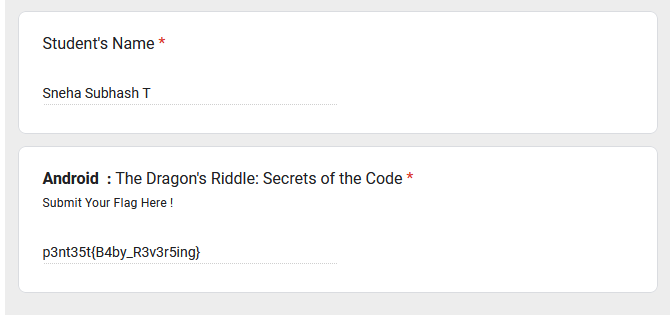 Student's Name *
Sneha Subhash T
Android : The Dragon's Riddle: Secrets of the Code *
Submit Your Flag Here !
p3nt35t{B4by_R3v3r5ing}